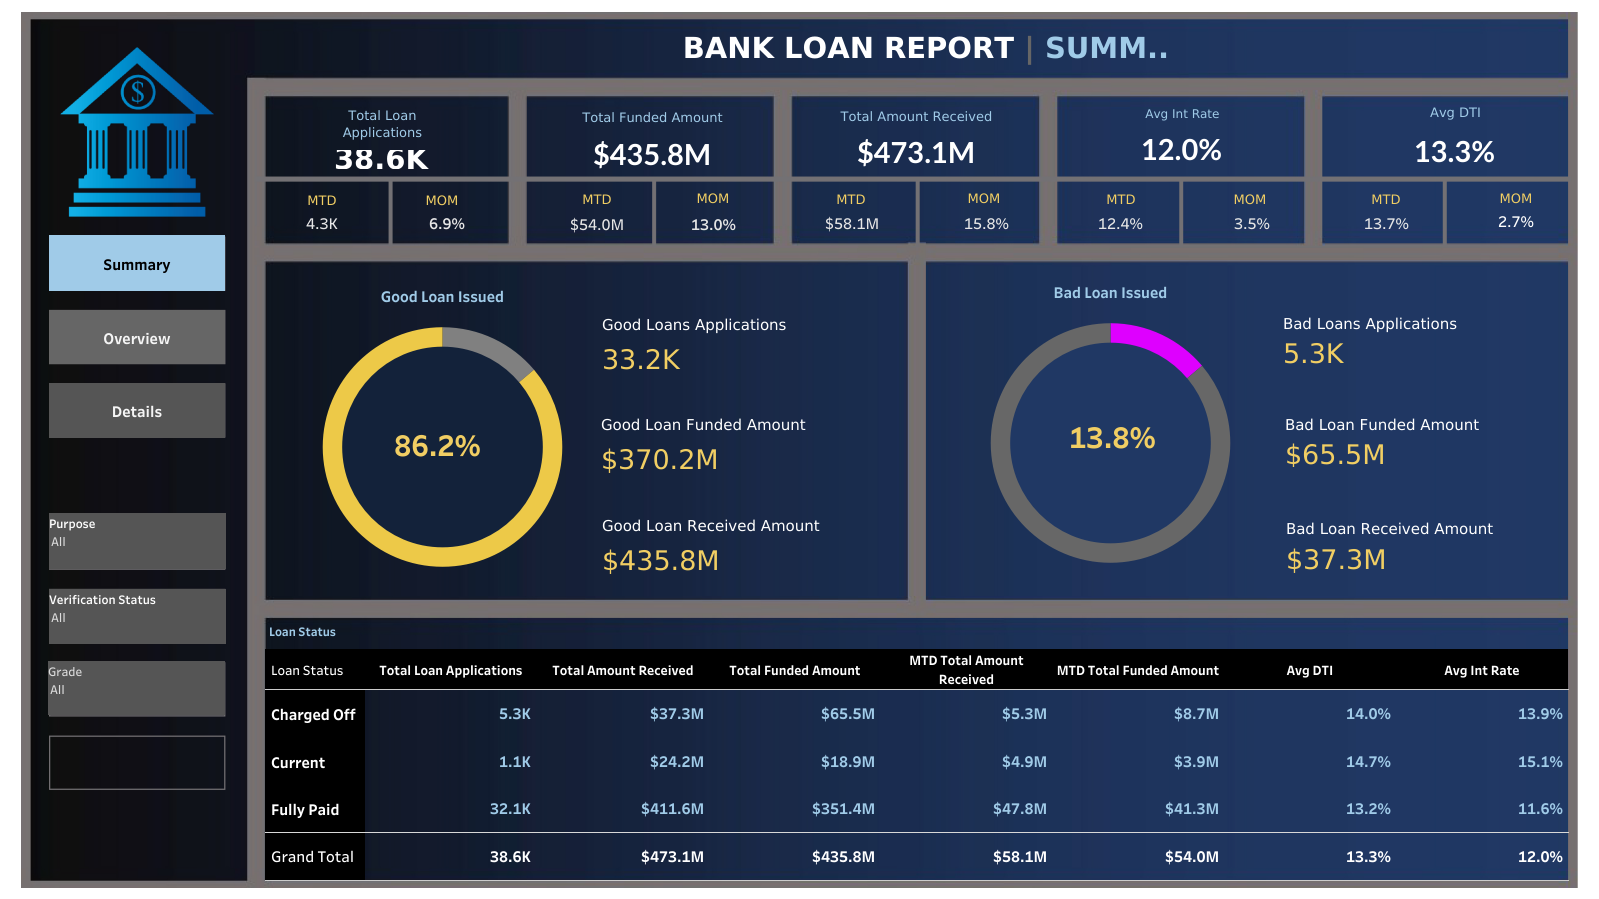 BANK LOAN REPORT | SUMM..
$
Summary
Overview
Details
Purpose
All
Verification Status
All
Grade
All
Total Loan
Applications
38.6K
MTD
4.3K
MOM
6.9%
Total Funded Amount
$435.8M
MTD
$54.0M
MOM
13.0%
Total Amount Received
$473.1M
MTD
$58.1M
MOM
15.8%
Avg Int Rate
12.0%
MTD
12.4%
MOM
3.5%
Avg DTI
13.3%
MTD
13.7%
MOM
2.7%
Good Loan Issued
86.2%
Good Loans Applications
33.2K
Good Loan Funded Amount
$370.2M
Good Loan Received Amount
$435.8M
Bad Loan Issued
13.8%
Bad Loans Applications
5.3K
Bad Loan Funded Amount
$65.5M
Bad Loan Received Amount
$37.3M
Loan Status
Loan Status Total Loan Applications Total Amount Received Total Funded Amount MTD Total Amount Received MTD Total Funded Amount Avg DTI Avg Int Rate
Charged Off 5.3K $37.3M $65.5M $5.3M $8.7M 14.0% 13.9%
Current 1.1K $24.2M $18.9M $4.9M $3.9M 14.7% 15.1%
Fully Paid 32.1K $411.6M $351.4M $47.8M $41.3M 13.2% 11.6%
Grand Total 38.6K $473.1M $435.8M $58.1M $54.0M 13.3% 12.0%